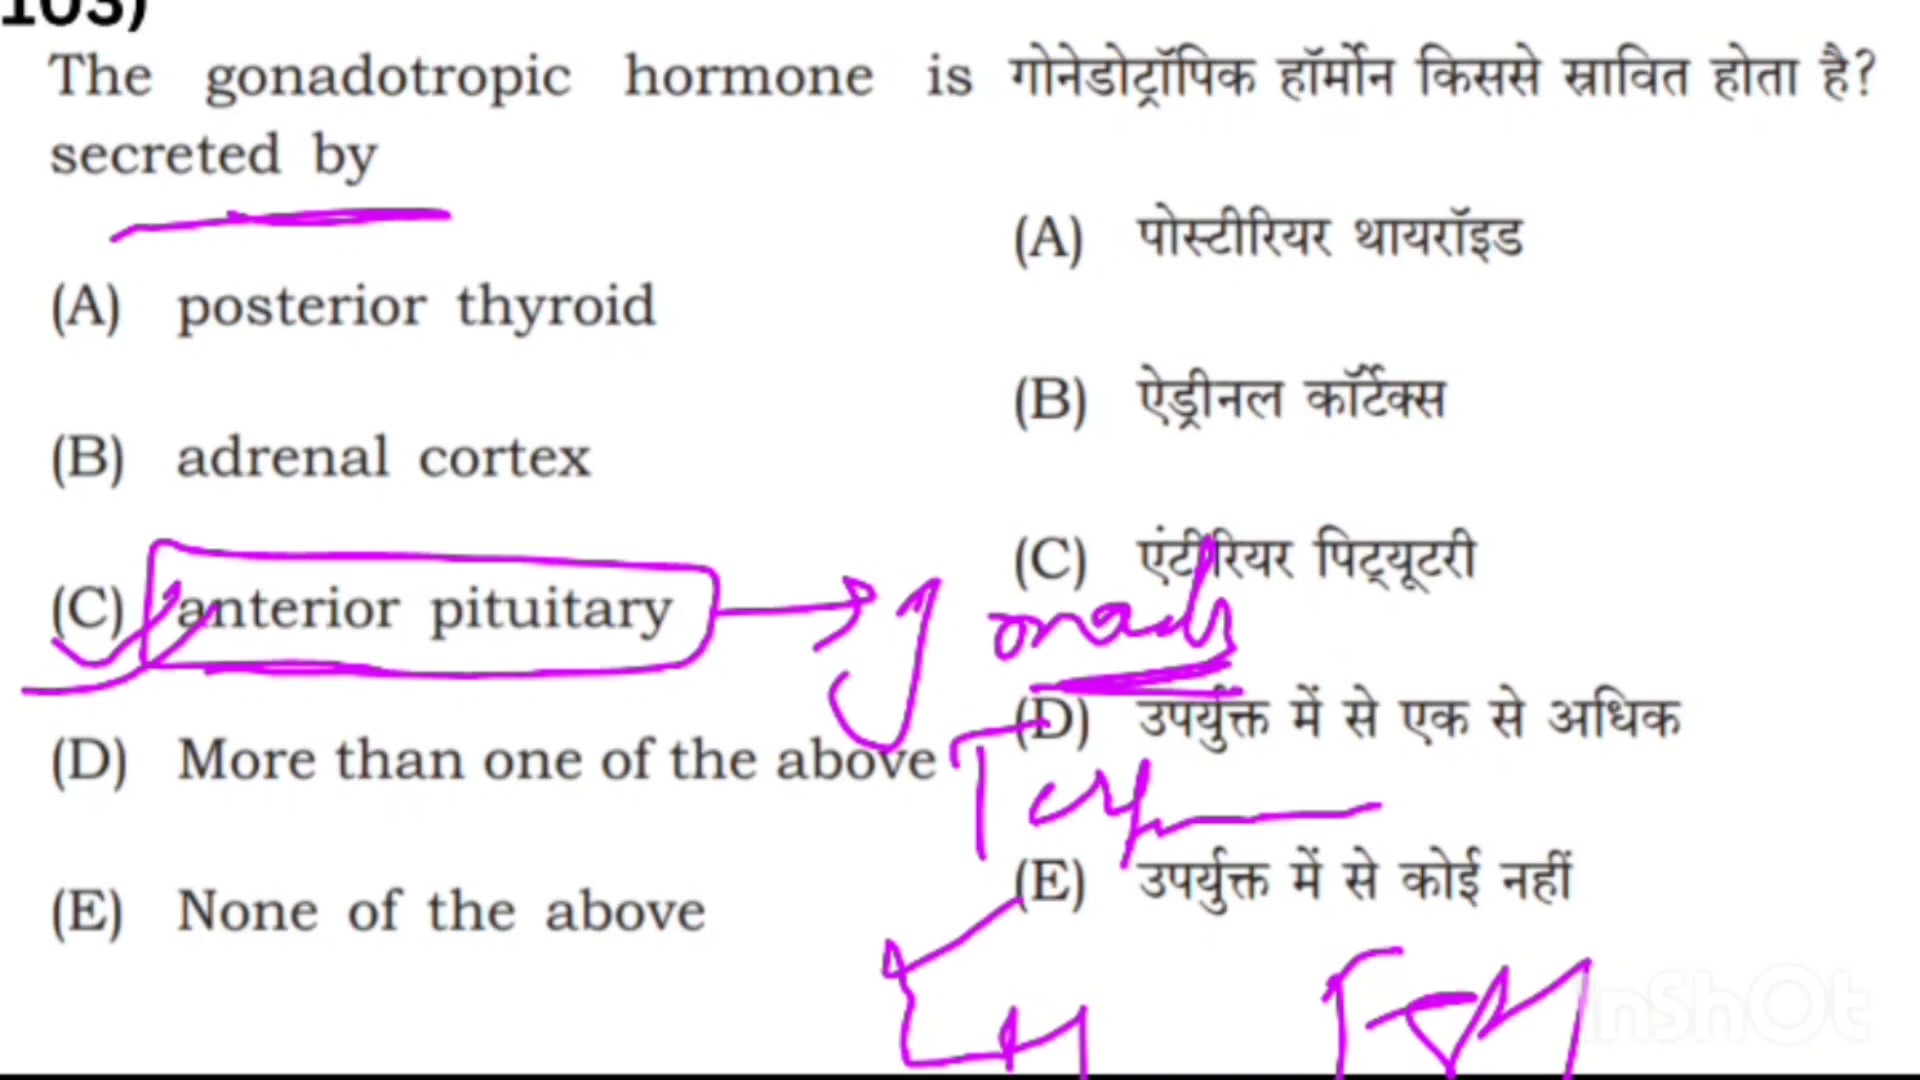 103)
The gonadotropic hormone is
secreted by
(A) posterior thyroid
(B) adrenal cortex
(C) anterior pituitary
(D) More than one of the above
(E) None of the above
गोनेडोट्रॉपिक हॉर्मोन किससे स्रावित होता है?
(A) पोस्टीरियर थायरॉइड
(B) ऐड्रीनल कॉर्टेक्स
(C) एंटीरियर पिट्यूटरी
(D) उपर्युक्त में से एक से अधिक
(E) उपर्युक्त में से कोई नहीं
LH
FSH
InShOt